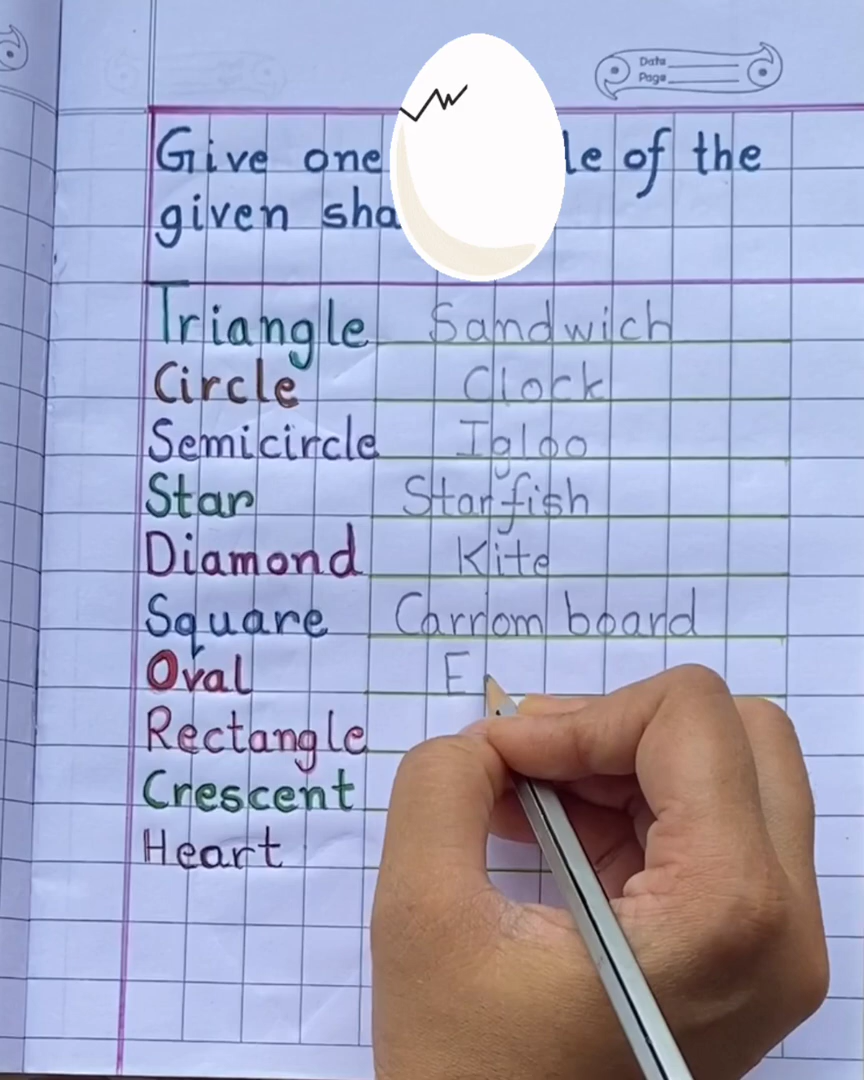 Data
Page
Give one le of the
given sha
Triangle Sandwich
Circle Clock
Semicircle Igloo
Star Starfish
Diamond Kite
Square Carrom board
Oval E
Rectangle
Crescent
Heart